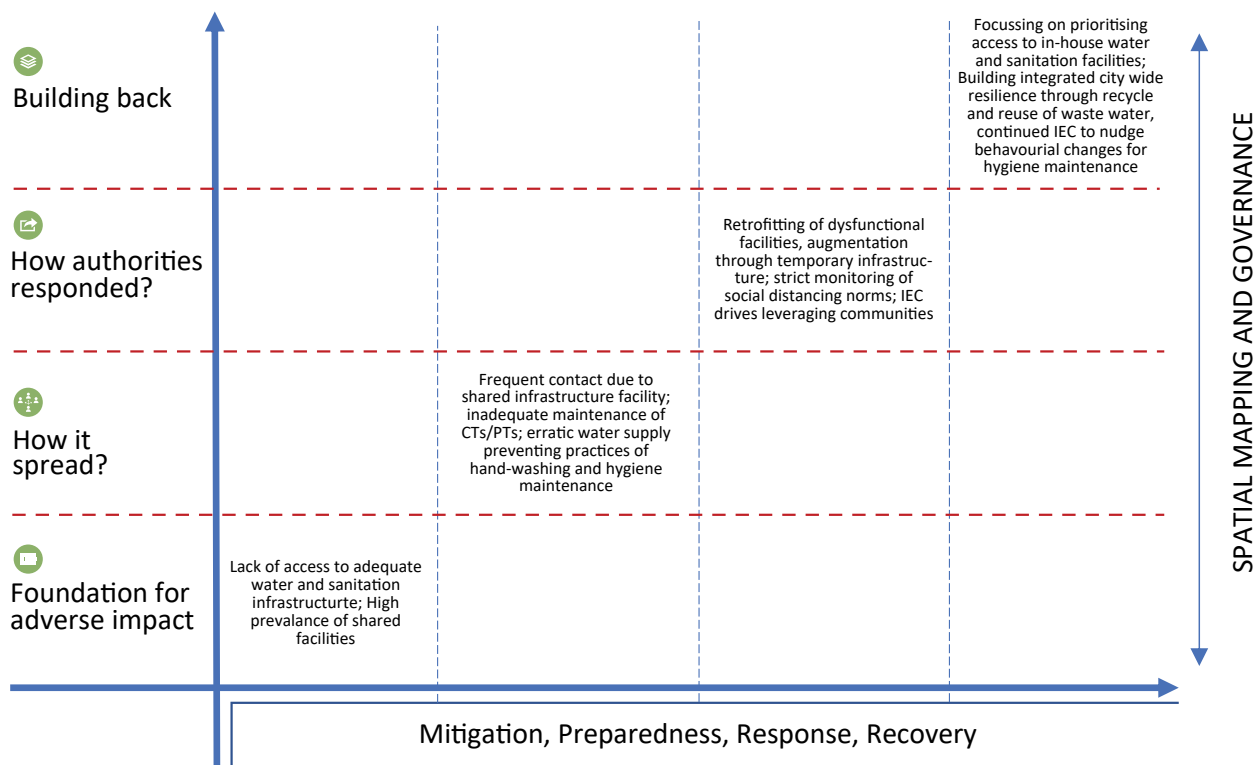 Building back
Focussing on prioritising
access to in-house water
and sanitation facilities;
Building integrated city wide
resilience through recycle
and reuse of waste water,
continued IEC to nudge
behavourial changes for
hygiene maintenance
How authorities
responded?
Retrofitting of dysfunctional
facilities, augmentation
through temporary infrastruc-
ture; strict monitoring of
social distancing norms; IEC
drives leveraging communities
How it
spread?
Frequent contact due to
shared infrastructure facility;
inadequate maintenance of
CTs/PTs; erratic water supply
preventing practices of
hand-washing and hygiene
maintenance
Foundation for
adverse impact
Lack of access to adequate
water and sanitation
infrastructurte; High
prevalance of shared
facilities
Mitigation, Preparedness, Response, Recovery
SPATIAL MAPPING AND GOVERNANCE